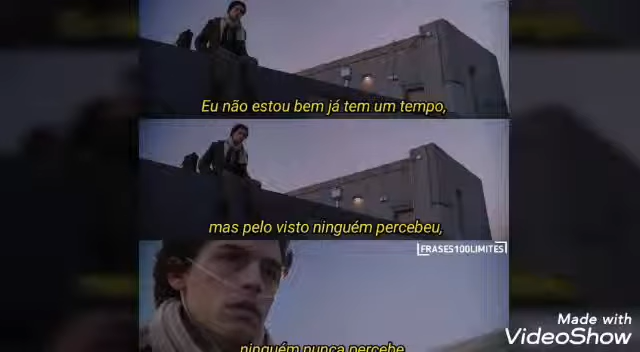 Eu não estou bem já tem um tempo,
mas pelo visto ninguém percebeu,
FRASES100LIMITES
ninguém nunca percebe
Made with
VideoShow